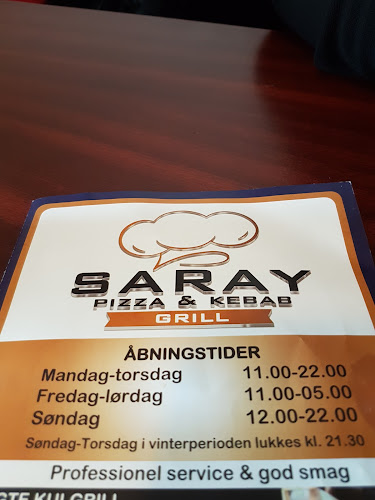 SARAY
PIZZA & KEBAB
GRILL
ÅBNINGSTIDER
Mandag-torsdag 11.00-22.00
Fredag-lørdag 11.00-05.00
Søndag 12.00-22.00
Søndag-Torsdag i vinterperioden lukkes kl. 21.30
Professionel service & god smag
KULGRILL